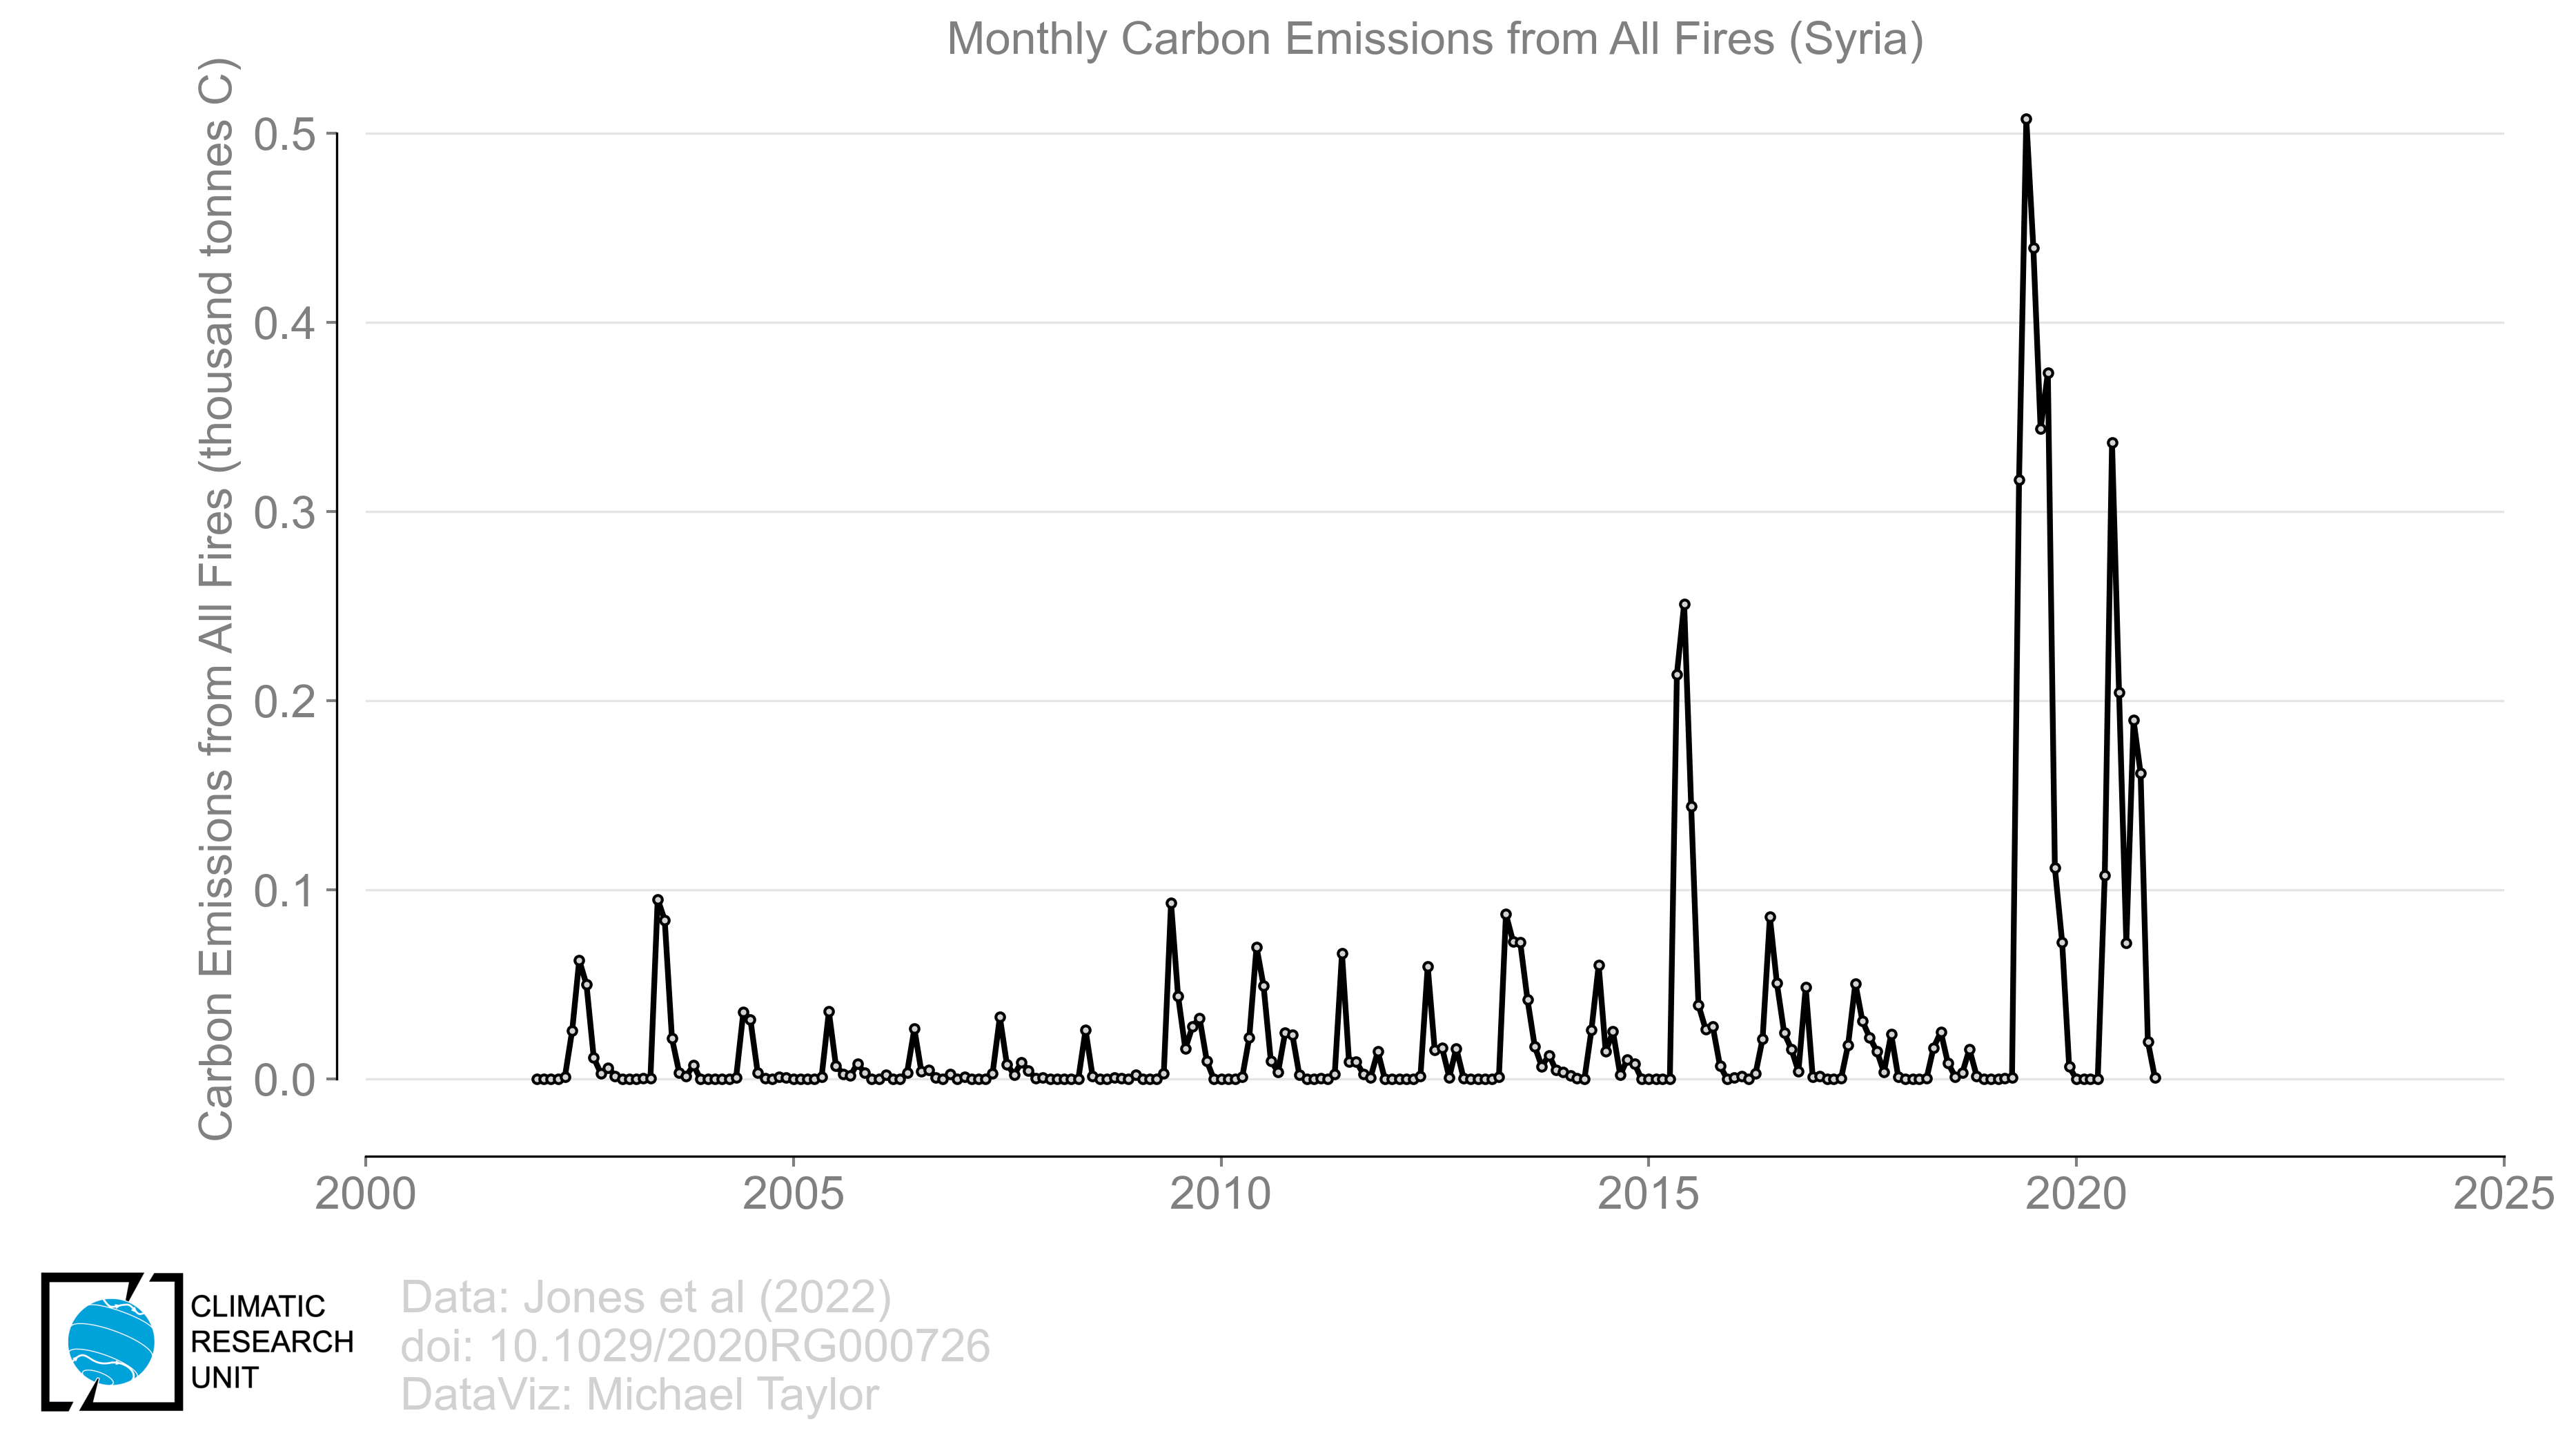 Monthly Carbon Emissions from All Fires (Syria)
Carbon Emissions from All Fires (thousand tonnes C)
0.5
0.4
0.3
0.2
0.1
0.0
2000 2005 2010 2015 2020 2025
CLIMATIC
RESEARCH
UNIT
Data: Jones et al (2022)
doi: 10.1029/2020RG000726
DataViz: Michael Taylor